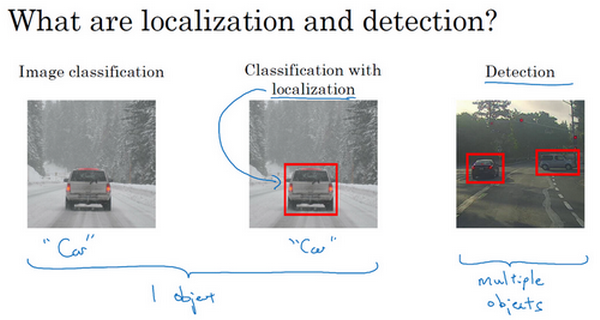 What are localization and detection?
Image classification
Classification with
localization
Detection
"Car"
"Car"
1 object
multiple
objects